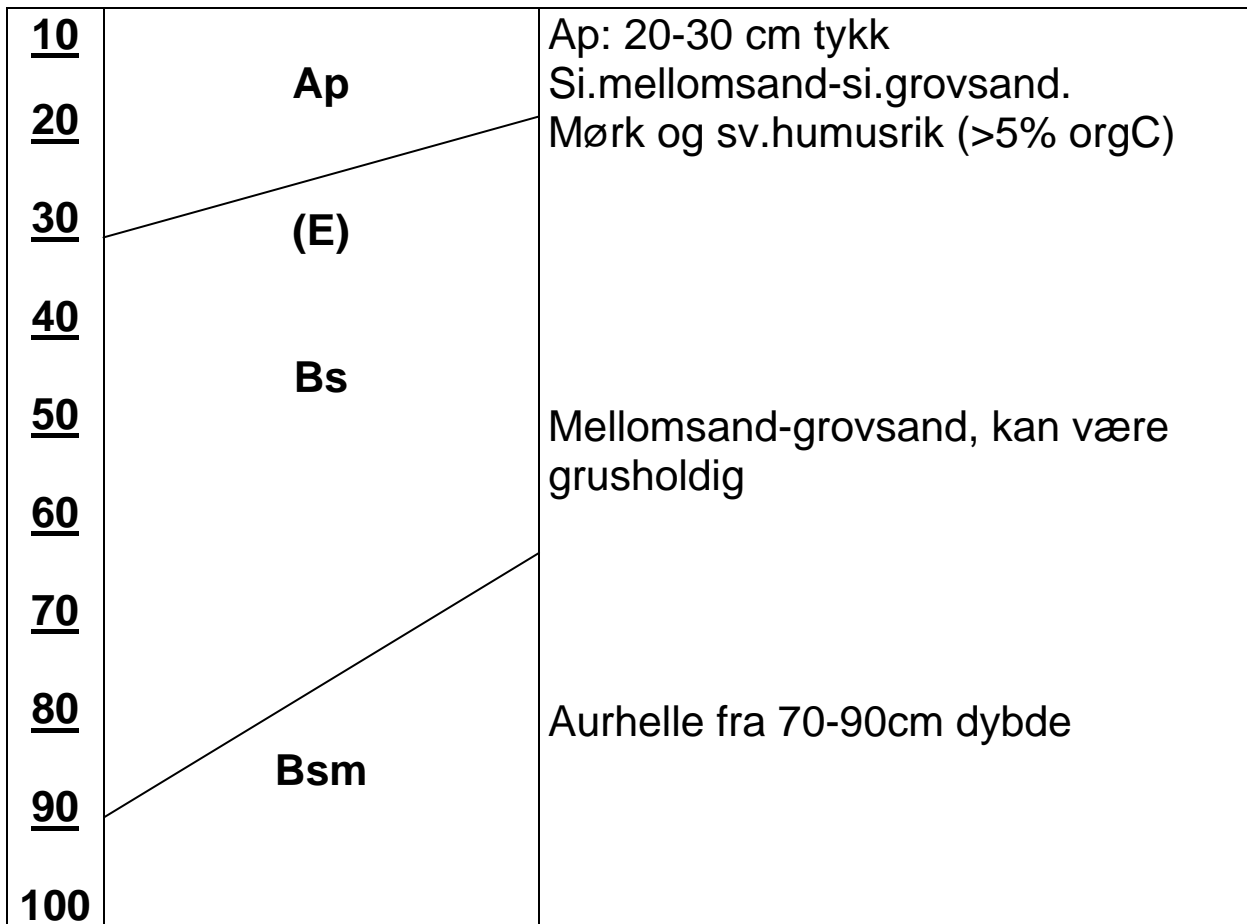 10
Ap: 20-30 cm tykk
Ap
Si.mellomsand-si.grovsand.
20
Mørk og sv.humusrik (>5% orgC)
30
(E)
40
Bs
50
Mellomsand-grovsand, kan være
grusholdig
60
70
80
Aurhelle fra 70-90cm dybde
Bsm
90
100